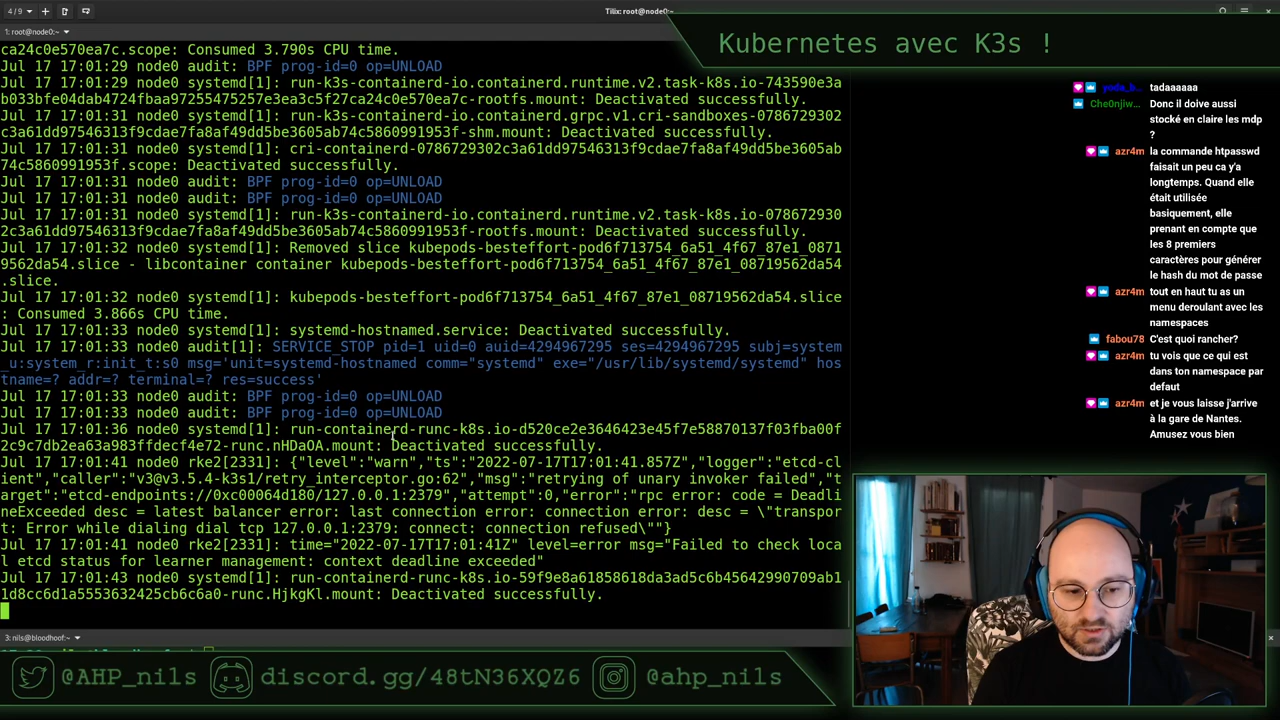 4 / 9
Tilix: root@node0:~
1: root@node0:~
Kubernetes avec K3s !
ca24c0e570ea7c.scope: Consumed 3.790s CPU time.
Jul 17 17:01:29 node0 audit: BPF prog-id=0 op=UNLOAD
Jul 17 17:01:29 node0 systemd[1]: run-k3s-containerd-io.containerd.runtime.v2.task-k8s.io-743590e3a
b033bfe04dab4724fbaa97255475257e3ea3c5f27ca24c0e570ea7c-rootfs.mount: Deactivated successfully.
Jul 17 17:01:31 node0 systemd[1]: run-k3s-containerd-io.containerd.grpc.v1.cri-sandboxes-0786729302
c3a61dd97546313f9cdae7fa8af49dd5be3605ab74c5860991953f-shm.mount: Deactivated successfully.
Jul 17 17:01:31 node0 systemd[1]: cri-containerd-0786729302c3a61dd97546313f9cdae7fa8af49dd5be3605ab
74c5860991953f.scope: Deactivated successfully.
Jul 17 17:01:31 node0 audit: BPF prog-id=0 op=UNLOAD
Jul 17 17:01:31 node0 audit: BPF prog-id=0 op=UNLOAD
Jul 17 17:01:31 node0 systemd[1]: run-k3s-containerd-io.containerd.runtime.v2.task-k8s.io-078672930
2c3a61dd97546313f9cdae7fa8af49dd5be3605ab74c5860991953f-rootfs.mount: Deactivated successfully.
Jul 17 17:01:32 node0 systemd[1]: Removed slice kubepods-besteffort-pod6f713754_6a51_4f67_87e1_0871
9562da54.slice - libcontainer container kubepods-besteffort-pod6f713754_6a51_4f67_87e1_08719562da54
.slice.
Jul 17 17:01:32 node0 systemd[1]: kubepods-besteffort-pod6f713754_6a51_4f67_87e1_08719562da54.slice
: Consumed 3.866s CPU time.
Jul 17 17:01:33 node0 systemd[1]: systemd-hostnamed.service: Deactivated successfully.
Jul 17 17:01:33 node0 audit[1]: SERVICE_STOP pid=1 uid=0 auid=4294967295 ses=4294967295 subj=system
_u:system_r:init_t:s0 msg='unit=systemd-hostnamed comm="systemd" exe="/usr/lib/systemd/systemd" hos
tname=? addr=? terminal=? res=success'
Jul 17 17:01:33 node0 audit: BPF prog-id=0 op=UNLOAD
Jul 17 17:01:33 node0 audit: BPF prog-id=0 op=UNLOAD
Jul 17 17:01:36 node0 systemd[1]: run-containerd-runc-k8s.io-d520ce2e3646423e45f7e58870137f03fba00f
2c9c7db2ea63a983ffdecf4e72-runc.nHDaOA.mount: Deactivated successfully.
Jul 17 17:01:41 node0 rke2[2331]: {"level":"warn","ts":"2022-07-17T17:01:41.857Z","logger":"etcd-cl
ient","caller":"v3@v3.5.4-k3s1/retry_interceptor.go:62","msg":"retrying of unary invoker failed","t
arget":"etcd-endpoints://0xc00064d180/127.0.0.1:2379","attempt":0,"error":"rpc error: code = Deadli
neExceeded desc = latest balancer error: last connection error: connection error: desc = \"transpor
t: Error while dialing dial tcp 127.0.0.1:2379: connect: connection refused\""}
Jul 17 17:01:41 node0 rke2[2331]: time="2022-07-17T17:01:41Z" level=error msg="Failed to check loca
l etcd status for learner management: context deadline exceeded"
Jul 17 17:01:43 node0 systemd[1]: run-containerd-runc-k8s.io-59f9e8a61858618da3ad5c6b45642990709ab1
1d8cc6d1a5553632425cb6c6a0-runc.HjkgKl.mount: Deactivated successfully.
3: nils@bloodhoof:~
yoda_b... tadaaaaaa
Che0njiw... Donc il doive aussi
stocké en claire les mdp
?
azr4m la commande htpasswd
faisait un peu ca y'a
longtemps. Quand elle
était utilisée
basiquement, elle
prenant en compte que
les 8 premiers
caractères pour générer
le hash du mot de passe
azr4m tout en haut tu as un
menu deroulant avec les
namespaces
fabou78 C'est quoi rancher?
azr4m tu vois que ce qui est
dans ton namespace par
defaut
azr4m et je vous laisse j'arrive
à la gare de Nantes.
Amusez vous bien
@AHP_nils
discord.gg/48tN36XQZ6
@ahp_nils